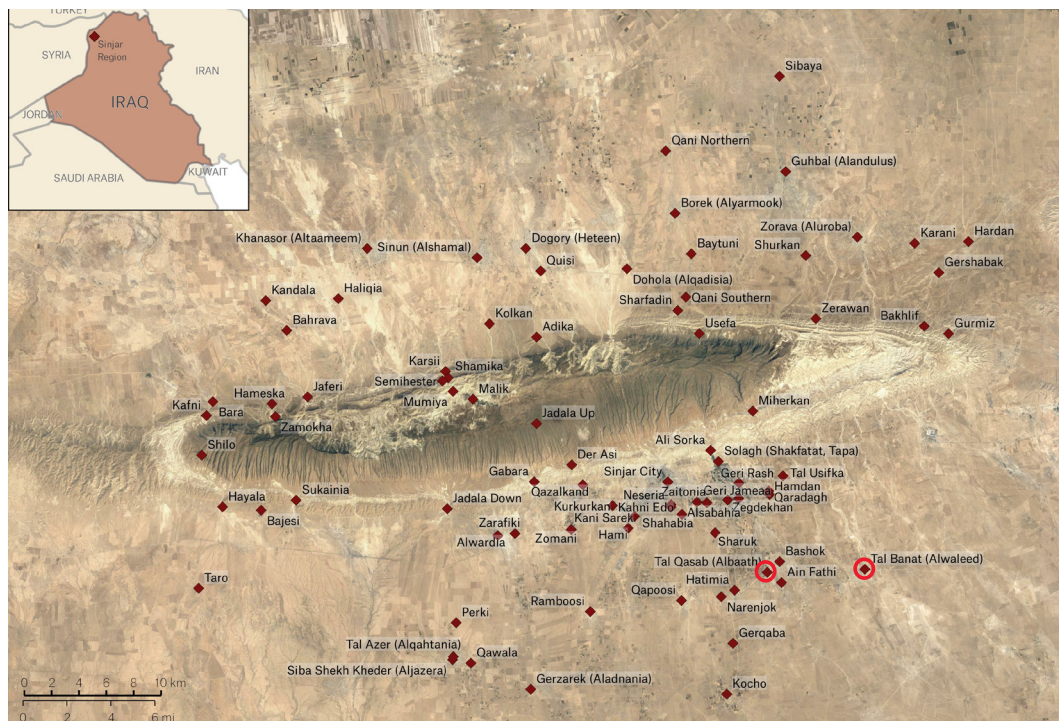 TURKEY
SYRIA
Sinjar
Region
IRAN
IRAQ
JORDAN
KUWAIT
SAUDI ARABIA
Sibaya
Qani Northern
Guhbal (Alandulus)
Borek (Alyarmook)
Zorava (Aluroba)
Karani
Hardan
Khanasor (Altaameem)
Sinun (Alshamal)
Dogory (Heteen)
Baytuni
Shurkan
Quisi
Dohola (Alqadisia)
Gershabak
Kandala
Haliqia
Sharfadin
Qani Southern
Bahrava
Kolkan
Adika
Usefa
Zerawan
Bakhlif
Gurmiz
Karsii
Shamika
Semihester
Malik
Mumiya
Jaferi
Hameska
Kafni
Bara
Zamokha
Jadala Up
Miherkan
Shilo
Ali Sorka
Solagh (Shakfatat, Tapa)
Der Asi
Gabara
Sinjar City
Geri Rash
Tal Usifka
Qazalkand
Neseria
Zaitonia
Geri Jameaa
Hamdan
Qaradagh
Hayala
Sukainia
Bajesi
Jadala Down
Kurkurkan
Kahni Edo
Alsabahia
Zegdekhan
Kani Sarek
Shahabia
Zarafiki
Alwardia
Zomani
Hami
Sharuk
Tal Qasab (Albaath)
Bashok
Tal Banat (Alwaleed)
Ain Fathi
Taro
Hatimia
Qapoosi
Narenjok
Ramboosi
Perki
Gerqaba
Tal Azer (Alqahtania)
Siba Shekh Kheder (Aljazera)
Qawala
Gerzarek (Aladnania)
Kocho
0 2 4 6 8 10 km
0 2 4 6 mi